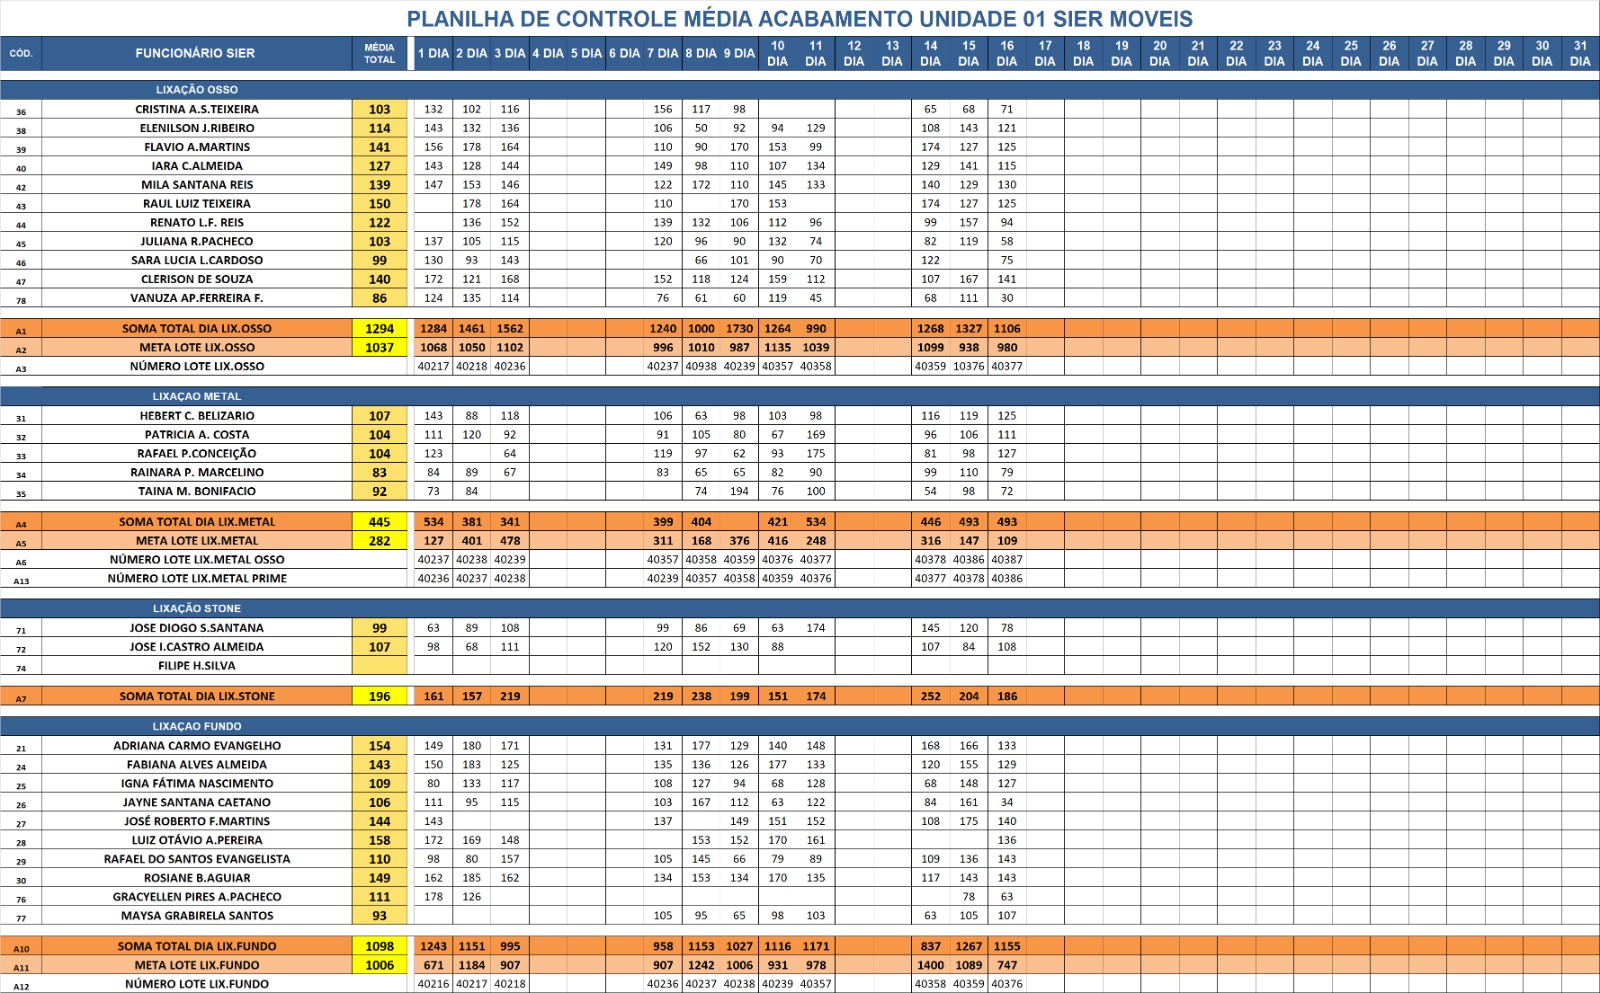 PLANILHA DE CONTROLE MÉDIA ACABAMENTO UNIDADE 01 SIER MOVEIS
CÓD. FUNCIONÁRIO SIER MÉDIA TOTAL 1 DIA 2 DIA 3 DIA 4 DIA 5 DIA 6 DIA 7 DIA 8 DIA 9 DIA 10 DIA 11 DIA 12 DIA 13 DIA 14 DIA 15 DIA 16 DIA 17 DIA 18 DIA 19 DIA 20 DIA 21 DIA 22 DIA 23 DIA 24 DIA 25 DIA 26 DIA 27 DIA 28 DIA 29 DIA 30 DIA 31 DIA
LIXAÇÃO OSSO
36 CRISTINA A.S.TEIXEIRA 103 132 102 116 156 117 98 65 68 71
38 ELENILSON J.RIBEIRO 114 143 132 136 106 50 92 94 129 108 143 121
39 FLAVIO A.MARTINS 141 156 178 164 110 90 170 153 99 174 127 125
40 IARA C.ALMEIDA 127 143 128 144 149 98 110 107 134 129 141 115
42 MILA SANTANA REIS 139 147 153 146 122 172 110 145 133 140 129 130
43 RAUL LUIZ TEIXEIRA 150 178 164 110 170 153 174 127 125
44 RENATO L.F. REIS 122 136 152 139 132 106 112 96 99 157 94
45 JULIANA R.PACHECO 103 137 105 115 120 96 90 132 74 82 119 58
46 SARA LUCIA L.CARDOSO 99 130 93 143 66 101 90 70 122 75
47 CLERISON DE SOUZA 140 172 121 168 152 118 124 159 112 107 167 141
78 VANUZA AP.FERREIRA F. 86 124 135 114 76 61 60 119 45 68 111 30
A1 SOMA TOTAL DIA LIX.OSSO 1294 1284 1461 1562 1240 1000 1730 1264 990 1268 1327 1106
A2 META LOTE LIX.OSSO 1037 1068 1050 1102 996 1010 987 1135 1039 1099 938 980
A3 NÚMERO LOTE LIX.OSSO 40217 40218 40236 40237 40938 40239 40357 40358 40359 10376 40377
LIXAÇAO METAL
31 HEBERT C. BELIZARIO 107 143 88 118 106 63 98 103 98 116 119 125
32 PATRICIA A. COSTA 104 111 120 92 91 105 80 67 169 96 106 111
33 RAFAEL P.CONCEIÇÃO 104 123 64 119 97 62 93 175 81 98 127
34 RAINARA P. MARCELINO 83 84 89 67 83 65 65 82 90 99 110 79
35 TAINA M. BONIFACIO 92 73 84 74 194 76 100 54 98 72
A4 SOMA TOTAL DIA LIX.METAL 445 534 381 341 399 404 421 534 446 493 493
A5 META LOTE LIX.METAL 282 127 401 478 311 168 376 416 248 316 147 109
A6 NÚMERO LOTE LIX.METAL OSSO 40237 40238 40239 40357 40358 40359 40376 40377 40378 40386 40387
A13 NÚMERO LOTE LIX.METAL PRIME 40236 40237 40238 40239 40357 40358 40359 40376 40377 40378 40386
LIXAÇÃO STONE
71 JOSE DIOGO S.SANTANA 99 63 89 108 99 86 69 63 174 145 120 78
72 JOSE I.CASTRO ALMEIDA 107 98 68 111 120 152 130 88 107 84 108
74 FILIPE H.SILVA
A7 SOMA TOTAL DIA LIX.STONE 196 161 157 219 219 238 199 151 174 252 204 186
LIXAÇAO FUNDO
21 ADRIANA CARMO EVANGELHO 154 149 180 171 131 177 129 140 148 168 166 133
24 FABIANA ALVES ALMEIDA 143 150 183 125 135 136 126 177 133 120 155 129
25 IGNA FÁTIMA NASCIMENTO 109 80 133 117 108 127 94 68 128 68 148 127
26 JAYNE SANTANA CAETANO 106 111 95 115 103 167 112 63 122 84 161 34
27 JOSÉ ROBERTO F.MARTINS 144 143 137 149 151 152 108 175 140
28 LUIZ OTÁVIO A.PEREIRA 158 172 169 148 153 152 170 161 136
29 RAFAEL DO SANTOS EVANGELISTA 110 98 80 157 105 145 66 79 89 109 136 143
30 ROSIANE B.AGUIAR 149 162 185 162 134 153 134 170 135 117 143 143
76 GRACYELLEN PIRES A.PACHECO 111 178 126 78 63
77 MAYSA GRABIRELA SANTOS 93 105 95 65 98 103 63 105 107
A10 SOMA TOTAL DIA LIX.FUNDO 1098 1243 1151 995 958 1153 1027 1116 1171 837 1267 1155
A11 META LOTE LIX.FUNDO 1006 671 1184 907 907 1242 1006 931 978 1400 1089 747
A12 NÚMERO LOTE LIX.FUNDO 40216 40217 40218 40236 40237 40238 40239 40357 40358 40359 40376